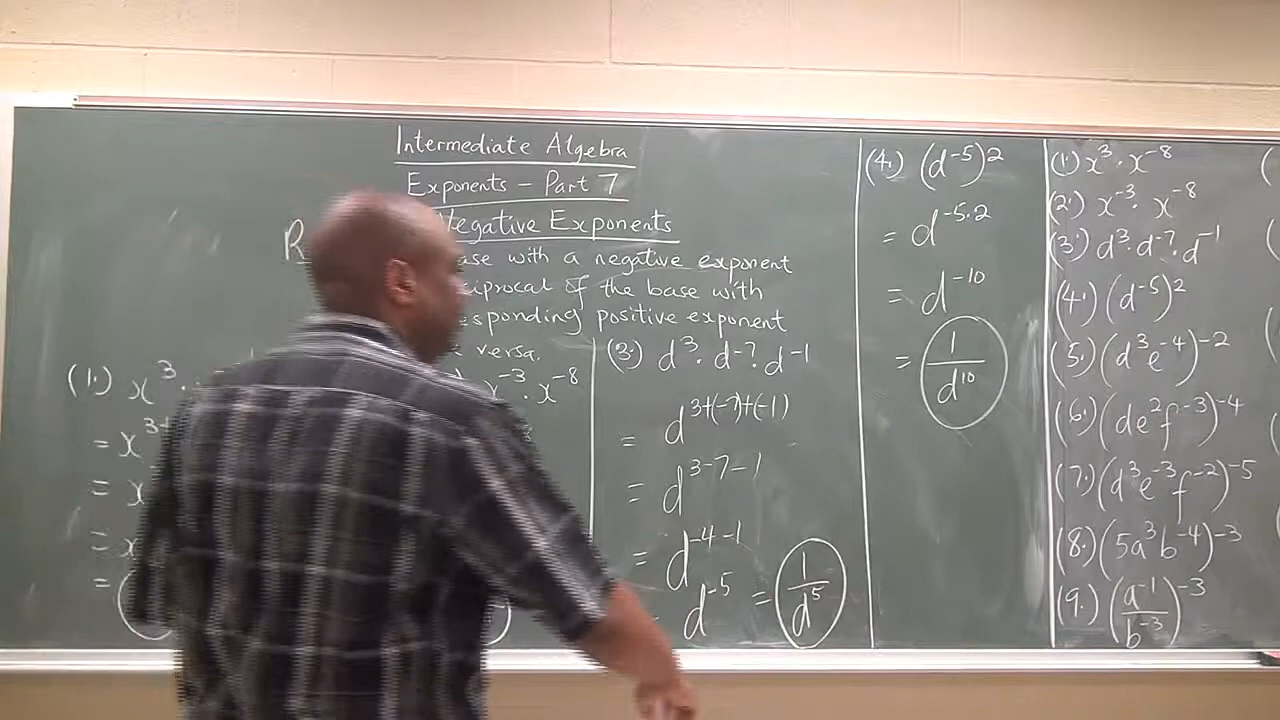 Intermediate Algebra
Exponents – Part 7
Negative Exponents
with a negative exponent
of the base with
positive exponent
versa.
(1.) x³ ·
= x³⁺
= x
= x
=
x⁻³ · x⁻⁸
(3.) d³ · d⁻⁷ · d⁻¹
= d³⁺⁽⁻⁷⁾⁺⁽⁻¹⁾
= d³⁻⁷⁻¹
= d⁻⁴⁻¹
d⁻⁵ = 1/d⁵
(4.) (d⁻⁵)²
= d⁻⁵·²
= d⁻¹⁰
= 1/d¹⁰
(1.) x³ · x⁻⁸
(2.) x⁻³ · x⁻⁸
(3.) d³ · d⁻⁷ · d⁻¹
(4.) (d⁻⁵)²
(5.) (d³e⁻⁴)⁻²
(6.) (de²f⁻³)⁻⁴
(7.) (d³e⁻³f⁻²)⁻⁵
(8.) (5a³b⁻⁴)⁻³
(9.) (a⁻¹/b⁻³)⁻³